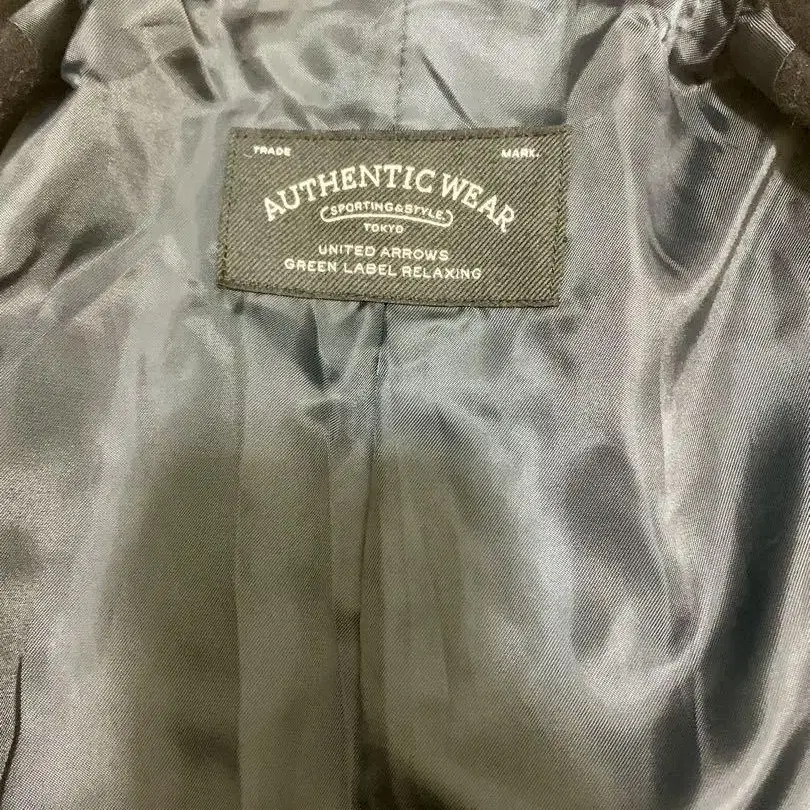 TRADE MARK.
AUTHENTIC WEAR
SPORTING&STYLE
TOKYO
UNITED ARROWS
GREEN LABEL RELAXING